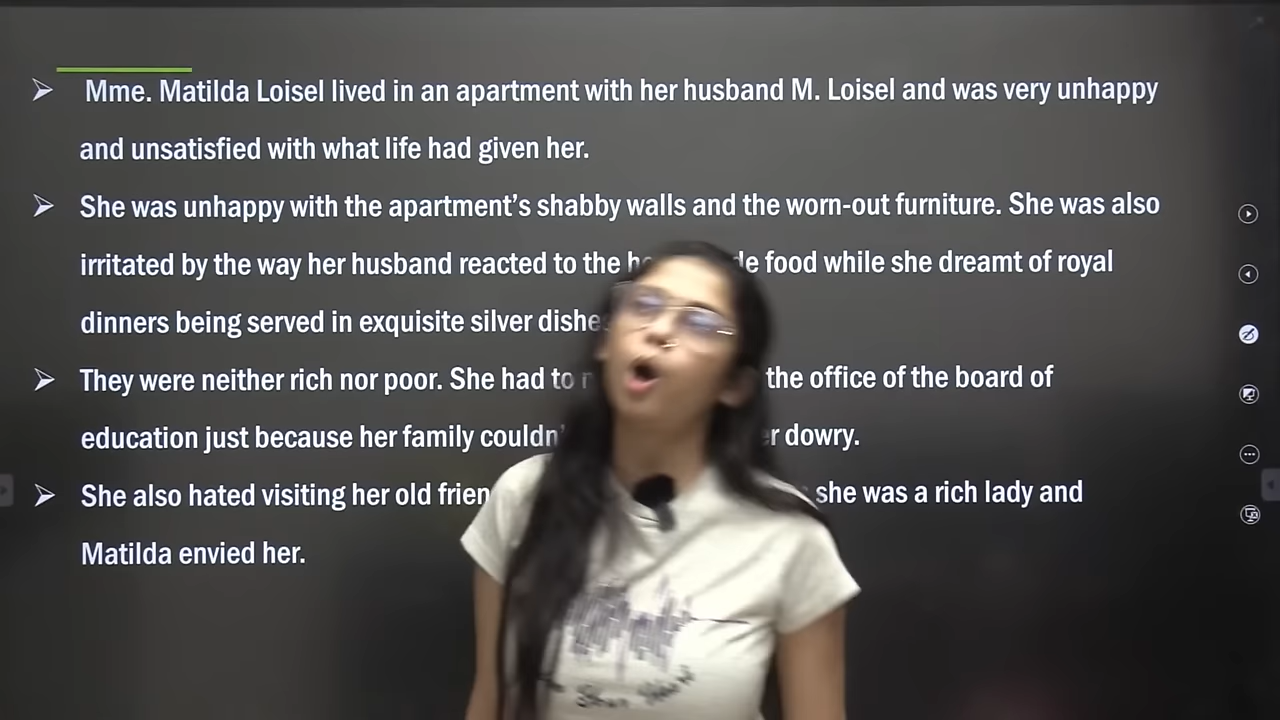 Mme. Matilda Loisel lived in an apartment with her husband M. Loisel and was very unhappy
and unsatisfied with what life had given her.
She was unhappy with the apartment's shabby walls and the worn-out furniture. She was also
irritated by the way her husband reacted to the food while she dreamt of royal
dinners being served in exquisite silver
They were neither rich nor poor. She had to the office of the board of
education just because her family dowry.
She also hated visiting her old she was a rich lady and
Matilda envied her.